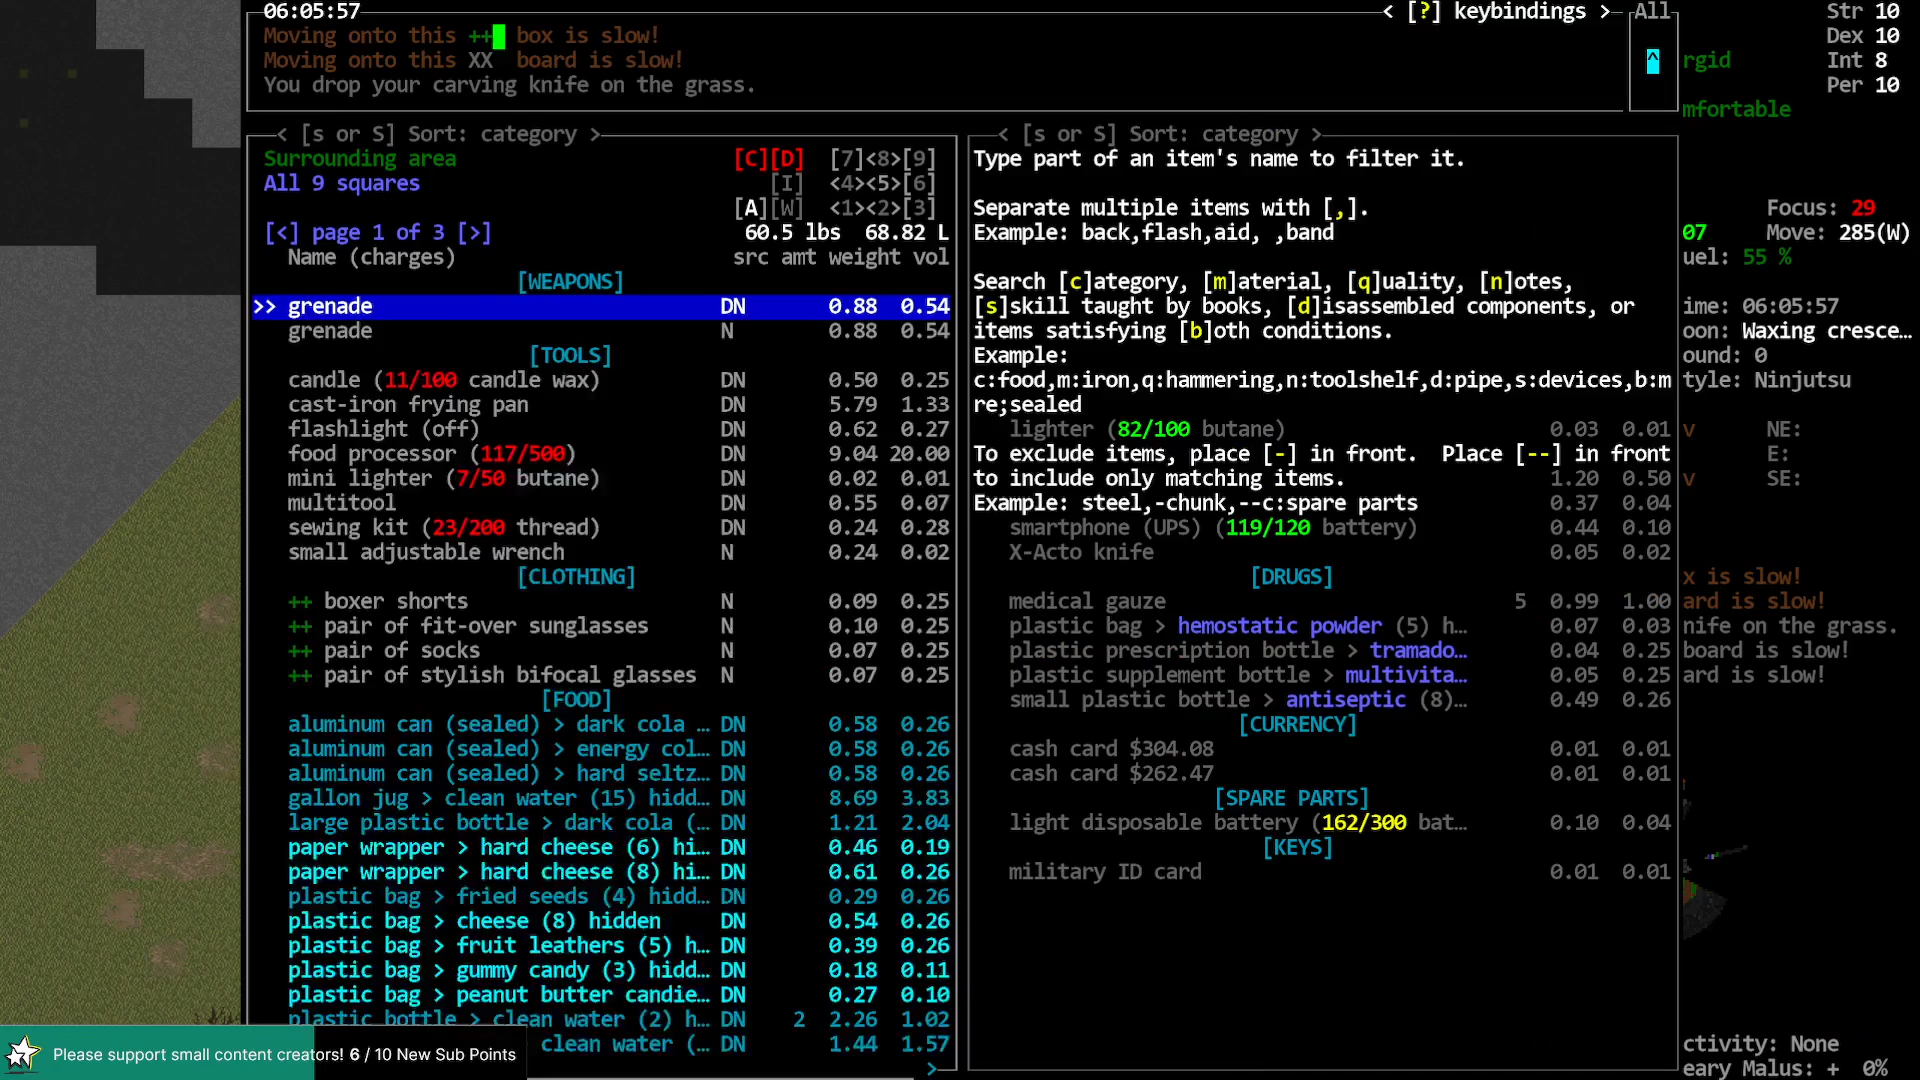 06:05:57
< [?] keybindings >
All
Str 10
Moving onto this ++ box is slow!
Dex 10
Moving onto this XX board is slow!
^
rgid
Int 8
You drop your carving knife on the grass.
Per 10
mfortable
< [s or S] Sort: category >
Surrounding area [C][D] [7]<8>[9]
All 9 squares [I] <4><5>[6]
[A][W] <1><2>[3]
[<] page 1 of 3 [>] 60.5 lbs 68.82 L
Name (charges) src amt weight vol
[WEAPONS]
>> grenade DN 0.88 0.54
grenade N 0.88 0.54
[TOOLS]
candle (11/100 candle wax) DN 0.50 0.25
cast-iron frying pan DN 5.79 1.33
flashlight (off) DN 0.62 0.27
food processor (117/500) DN 9.04 20.00
mini lighter (7/50 butane) DN 0.02 0.01
multitool DN 0.55 0.07
sewing kit (23/200 thread) DN 0.24 0.28
small adjustable wrench N 0.24 0.02
[CLOTHING]
++ boxer shorts N 0.09 0.25
++ pair of fit-over sunglasses N 0.10 0.25
++ pair of socks N 0.07 0.25
++ pair of stylish bifocal glasses N 0.07 0.25
[FOOD]
aluminum can (sealed) > dark cola … DN 0.58 0.26
aluminum can (sealed) > energy col… DN 0.58 0.26
aluminum can (sealed) > hard seltz… DN 0.58 0.26
gallon jug > clean water (15) hidd… DN 8.69 3.83
large plastic bottle > dark cola (… DN 1.21 2.04
paper wrapper > hard cheese (6) hi… DN 0.46 0.19
paper wrapper > hard cheese (8) hi… DN 0.61 0.26
plastic bag > fried seeds (4) hidd… DN 0.29 0.26
plastic bag > cheese (8) hidden DN 0.54 0.26
plastic bag > fruit leathers (5) h… DN 0.39 0.26
plastic bag > gummy candy (3) hidd… DN 0.18 0.11
plastic bag > peanut butter candie… DN 0.27 0.10
plastic bottle > clean water (2) h… DN 2 2.26 1.02
clean water (… DN 1.44 1.57
>
Please support small content creators! 6 / 10 New Sub Points
< [s or S] Sort: category >
Type part of an item's name to filter it.
Separate multiple items with [,].
Example: back,flash,aid, ,band
Search [c]ategory, [m]aterial, [q]uality, [n]otes,
[s]skill taught by books, [d]isassembled components, or
items satisfying [b]oth conditions.
Example:
c:food,m:iron,q:hammering,n:toolshelf,d:pipe,s:devices,b:m
re;sealed
lighter (82/100 butane) 0.03 0.01
To exclude items, place [-] in front. Place [--] in front
to include only matching items. 1.20 0.50
Example: steel,-chunk,--c:spare parts 0.37 0.04
smartphone (UPS) (119/120 battery) 0.44 0.10
X-Acto knife 0.05 0.02
[DRUGS]
medical gauze 5 0.99 1.00
plastic bag > hemostatic powder (5) h… 0.07 0.03
plastic prescription bottle > tramado… 0.04 0.25
plastic supplement bottle > multivita… 0.05 0.25
small plastic bottle > antiseptic (8)… 0.49 0.26
[CURRENCY]
cash card $304.08 0.01 0.01
cash card $262.47 0.01 0.01
[SPARE PARTS]
light disposable battery (162/300 bat… 0.10 0.04
[KEYS]
military ID card 0.01 0.01
Focus: 29
07 Move: 285(W)
uel: 55 %
ime: 06:05:57
oon: Waxing cresce…
ound: 0
tyle: Ninjutsu
v NE:
E:
v SE:
x is slow!
ard is slow!
nife on the grass.
board is slow!
ard is slow!
ctivity: None
eary Malus: + 0%